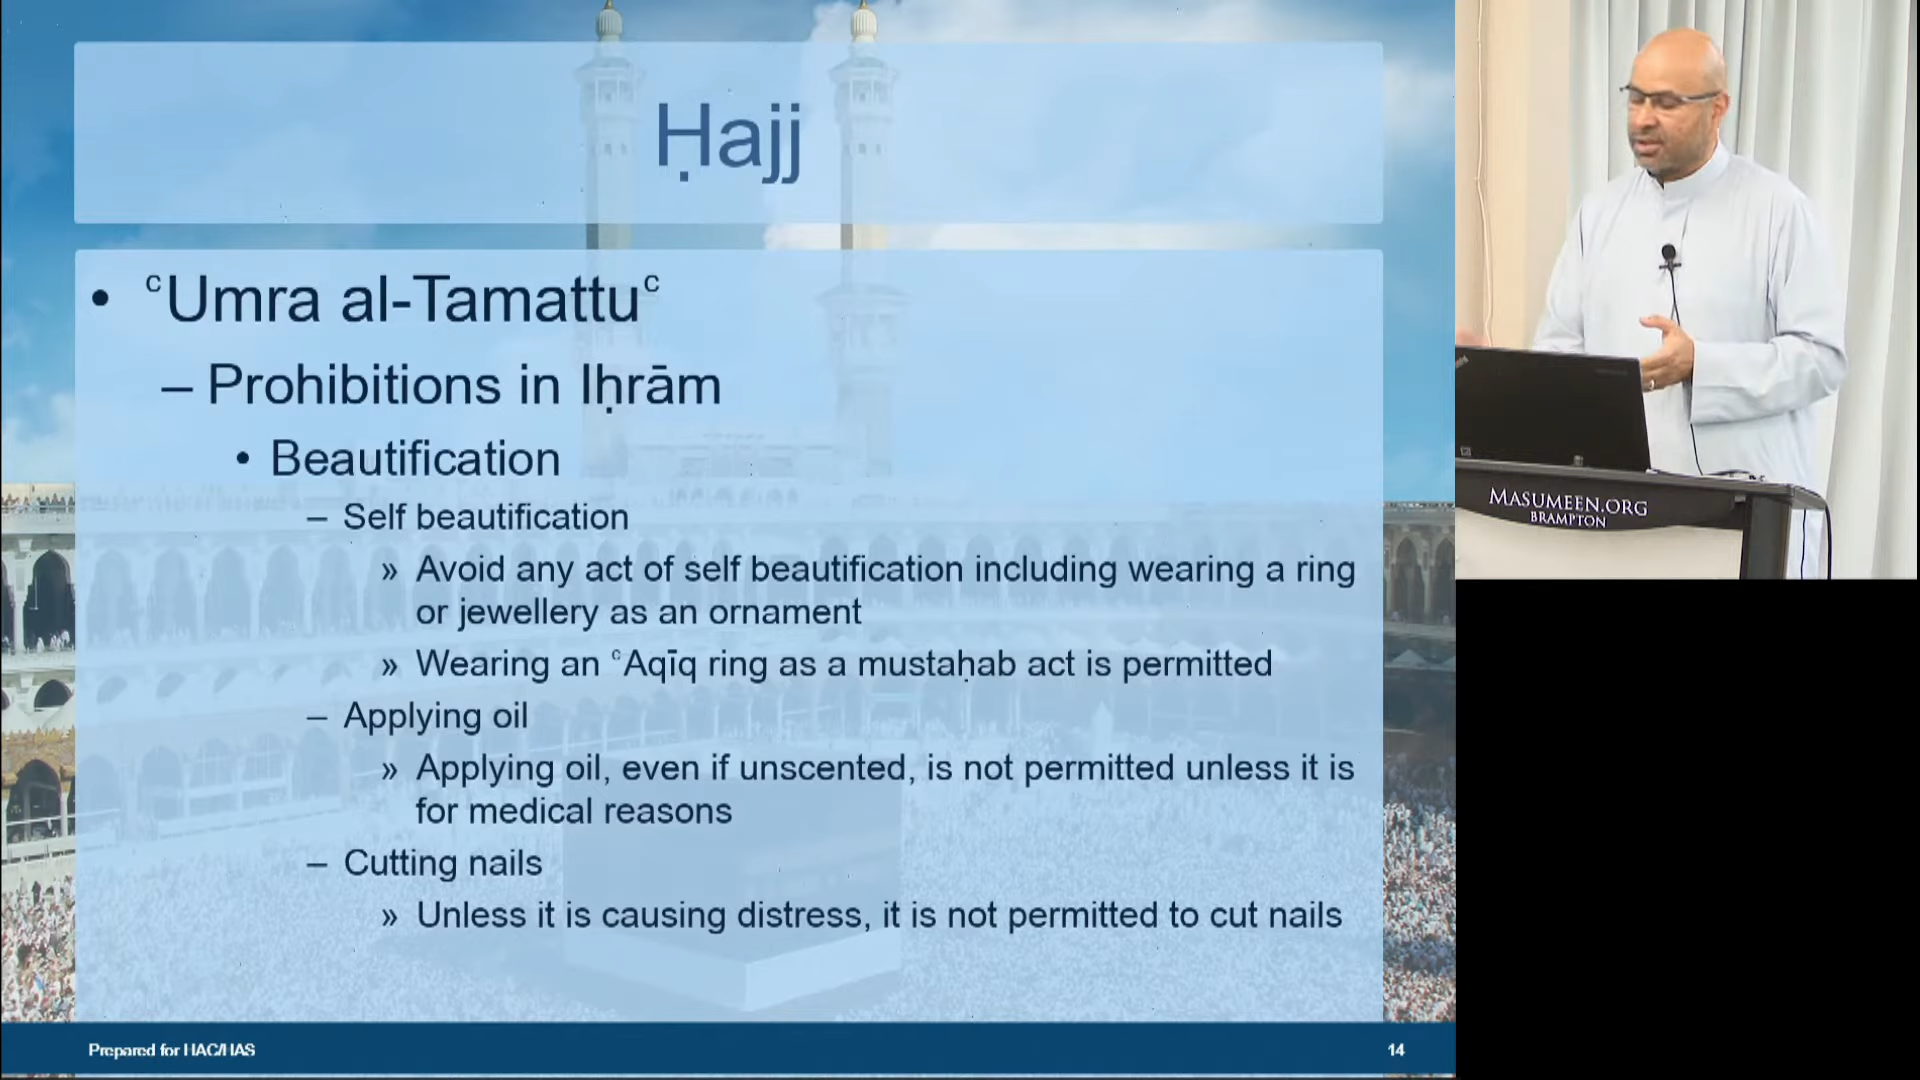 Ḥajj
• ᶜUmra al-Tamattuᶜ
– Prohibitions in Iḥrām
• Beautification
– Self beautification
» Avoid any act of self beautification including wearing a ring
or jewellery as an ornament
» Wearing an ᶜAqīq ring as a mustaḥab act is permitted
– Applying oil
» Applying oil, even if unscented, is not permitted unless it is
for medical reasons
– Cutting nails
» Unless it is causing distress, it is not permitted to cut nails
Prepared for HAC/HAS
14
MASUMEEN.ORG
BRAMPTON